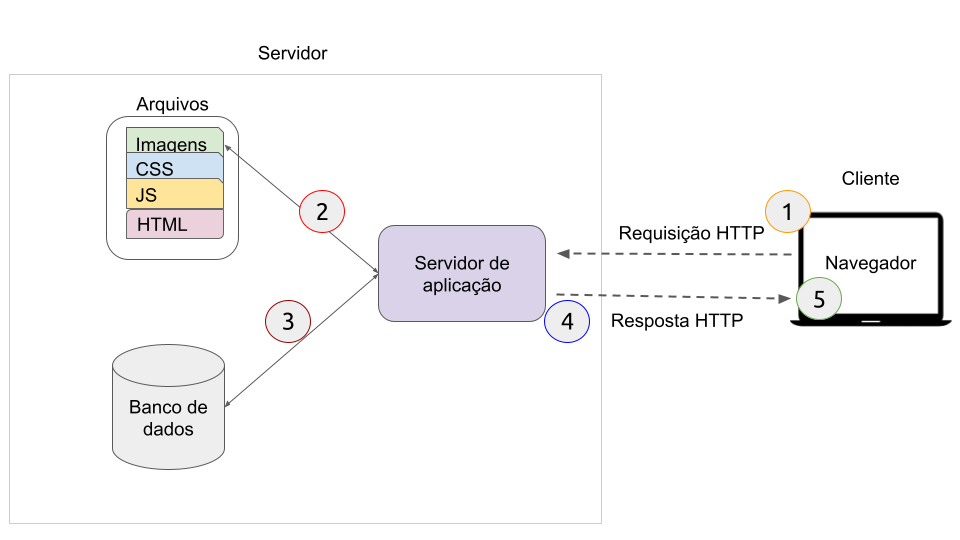 Servidor
Arquivos
Imagens
CSS
JS
HTML
2
Servidor de
aplicação
3
Banco de
dados
4
Cliente
1
Requisição HTTP
Navegador
5
Resposta HTTP